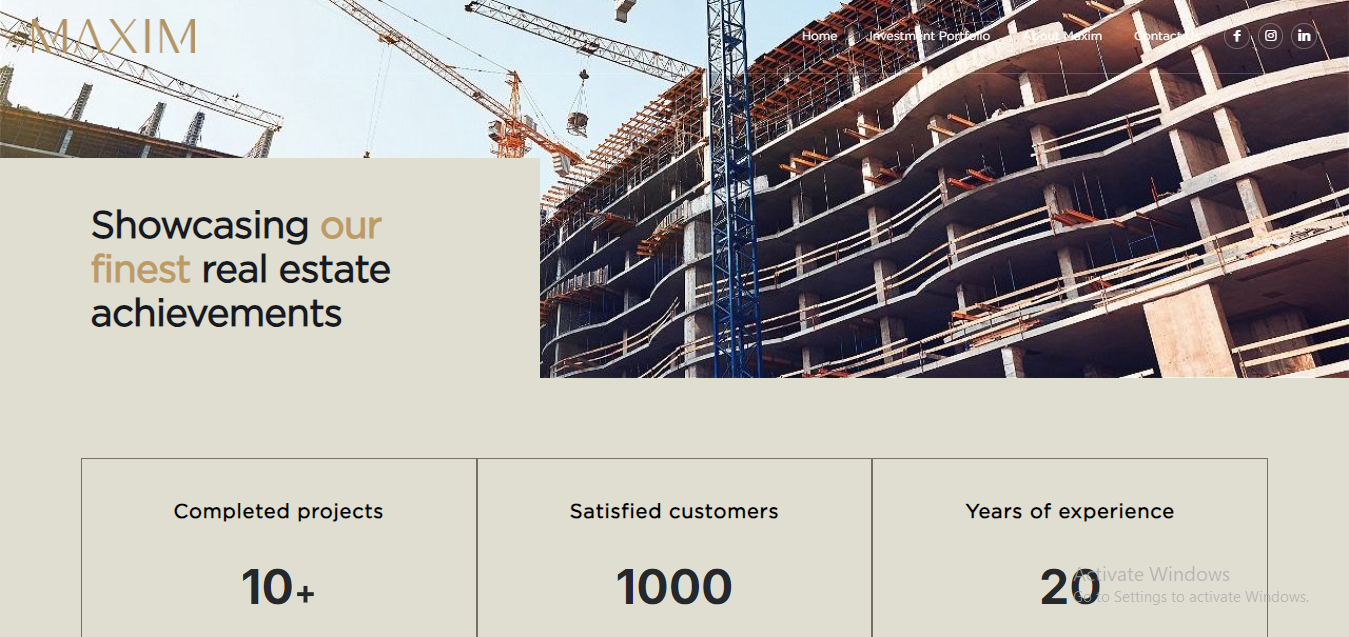 MAXIM
Home Investment Portfolio About Maxim Contact Us
Showcasing our
finest real estate
achievements
Completed projects
10+
Satisfied customers
1000
Years of experience
20
Activate Windows
Go to Settings to activate Windows.